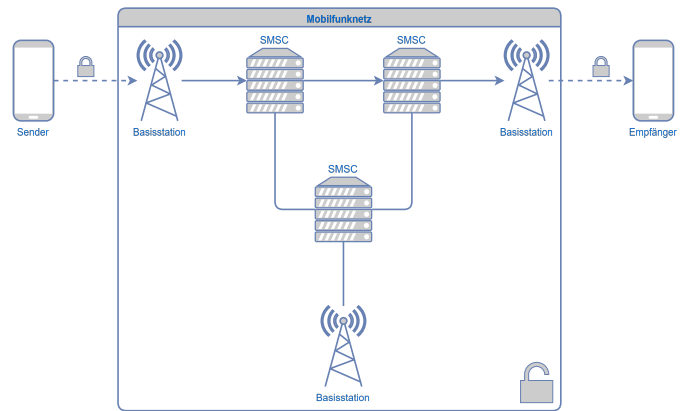 Mobilfunknetz
SMSC
SMSC
Sender
Basisstation
Basisstation
Empfänger
SMSC
Basisstation